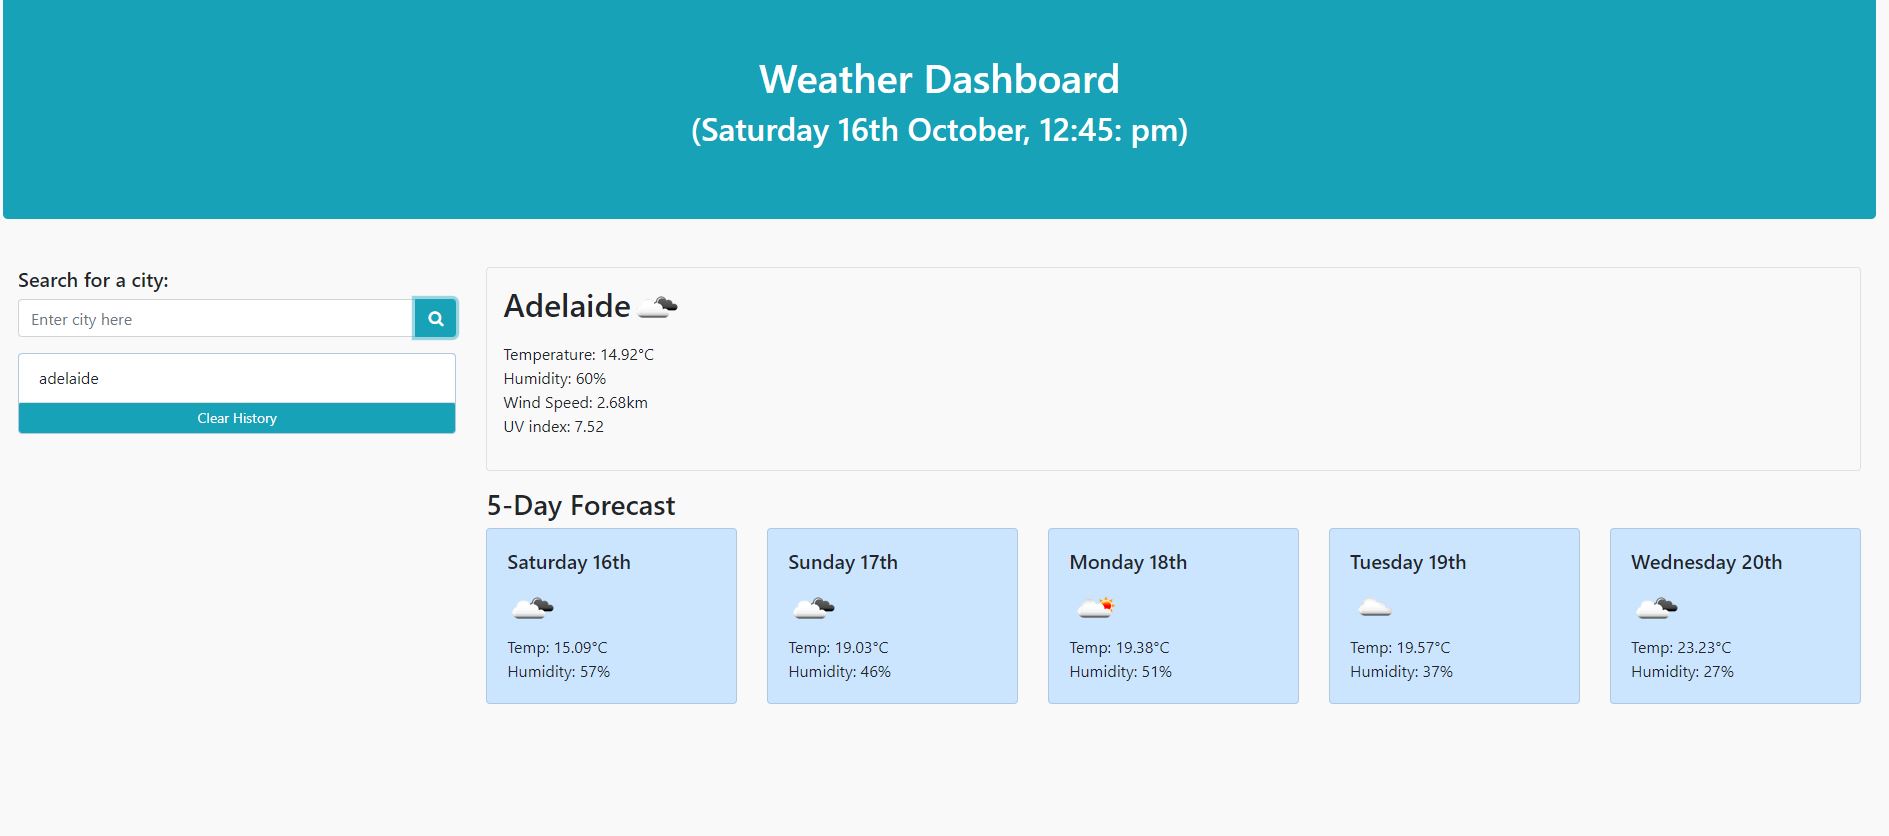 Weather Dashboard
(Saturday 16th October, 12:45: pm)
Search for a city:
Enter city here
adelaide
Clear History
Adelaide
Temperature: 14.92°C
Humidity: 60%
Wind Speed: 2.68km
UV index: 7.52
5-Day Forecast
Saturday 16th
Temp: 15.09°C
Humidity: 57%
Sunday 17th
Temp: 19.03°C
Humidity: 46%
Monday 18th
Temp: 19.38°C
Humidity: 51%
Tuesday 19th
Temp: 19.57°C
Humidity: 37%
Wednesday 20th
Temp: 23.23°C
Humidity: 27%